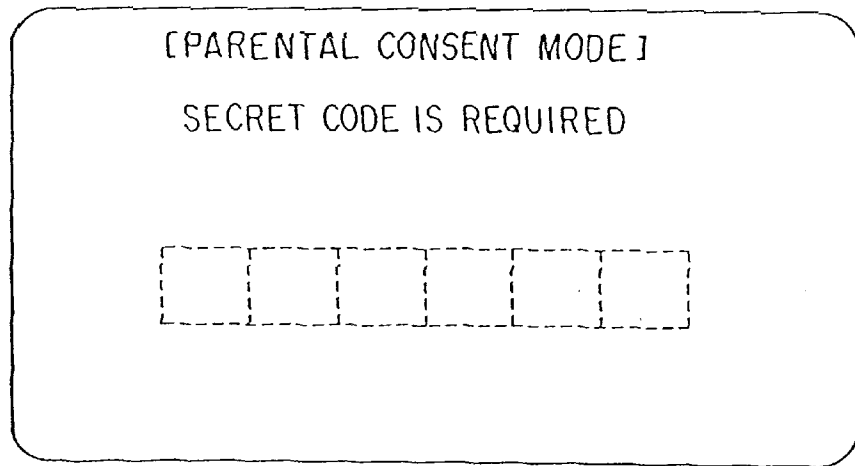 [PARENTAL CONSENT MODE]
SECRET CODE IS REQUIRED